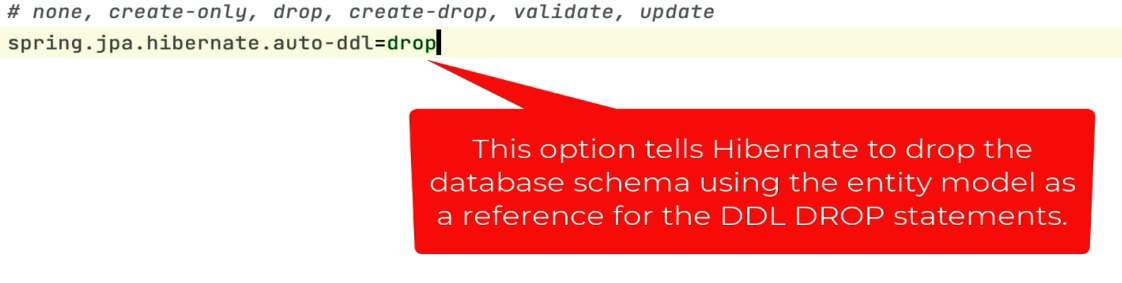 # none, create-only, drop, create-drop, validate, update
spring.jpa.hibernate.auto-ddl=drop
This option tells Hibernate to drop the
database schema using the entity model as
a reference for the DDL DROP statements.